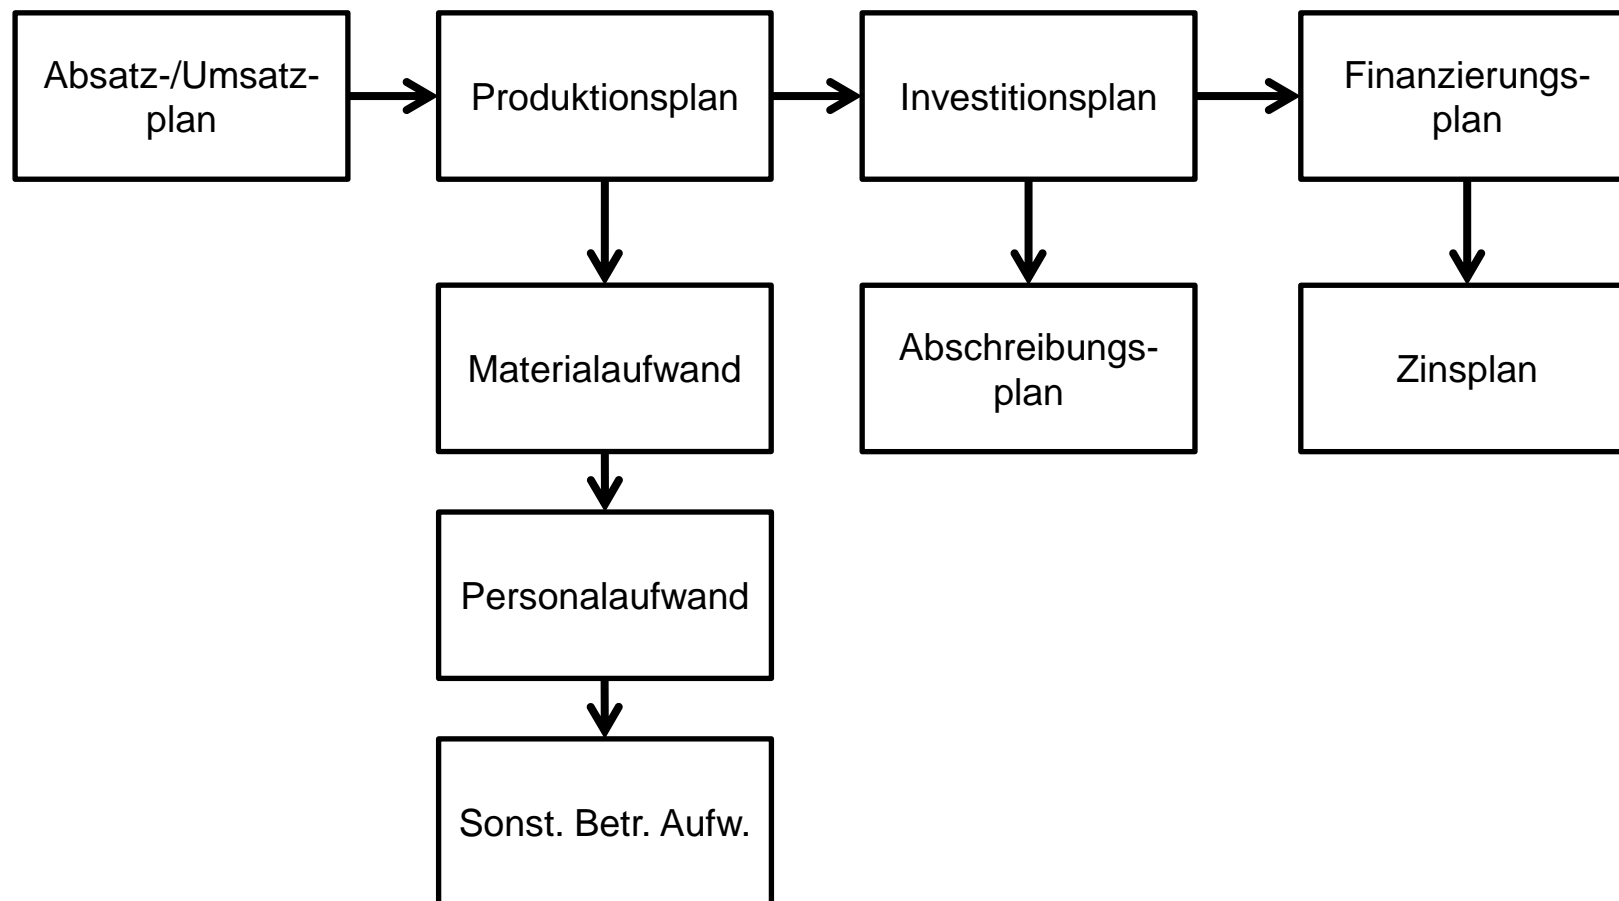 Absatz-/Umsatz-
plan
Produktionsplan
Investitionsplan
Finanzierungs-
plan
Materialaufwand
Abschreibungs-
plan
Zinsplan
Personalaufwand
Sonst. Betr. Aufw.